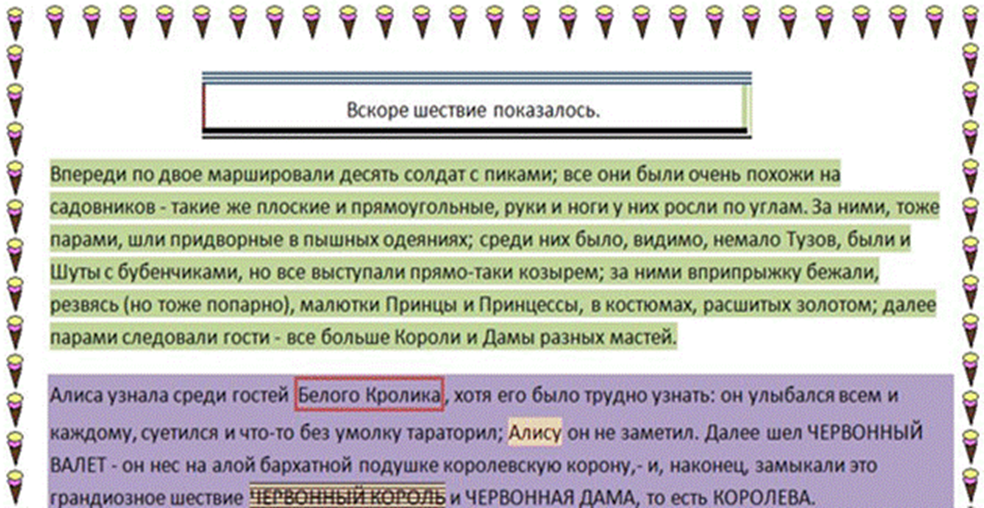 Вскоре шествие показалось.
Впереди по двое маршировали десять солдат с пиками; все они были очень похожи на
садовников - такие же плоские и прямоугольные, руки и ноги у них росли по углам. За ними, тоже
парами, шли придворные в пышных одеяниях; среди них было, видимо, немало Тузов, были и
Шуты с бубенчиками, но все выступали прямо-таки козырем; за ними вприпрыжку бежали,
резвясь (но тоже попарно), малютки Принцы и Принцессы, в костюмах, расшитых золотом; далее
парами следовали гости - все больше Короли и Дамы разных мастей.
Алиса узнала среди гостей Белого Кролика, хотя его было трудно узнать: он улыбался всем и
каждому, суетился и что-то без умолку тараторил; Алису он не заметил. Далее шел ЧЕРВОННЫЙ
ВАЛЕТ - он нес на алой бархатной подушке королевскую корону,- и, наконец, замыкали это
грандиозное шествие ЧЕРВОННЫЙ КОРОЛЬ и ЧЕРВОННАЯ ДАМА, то есть КОРОЛЕВА.